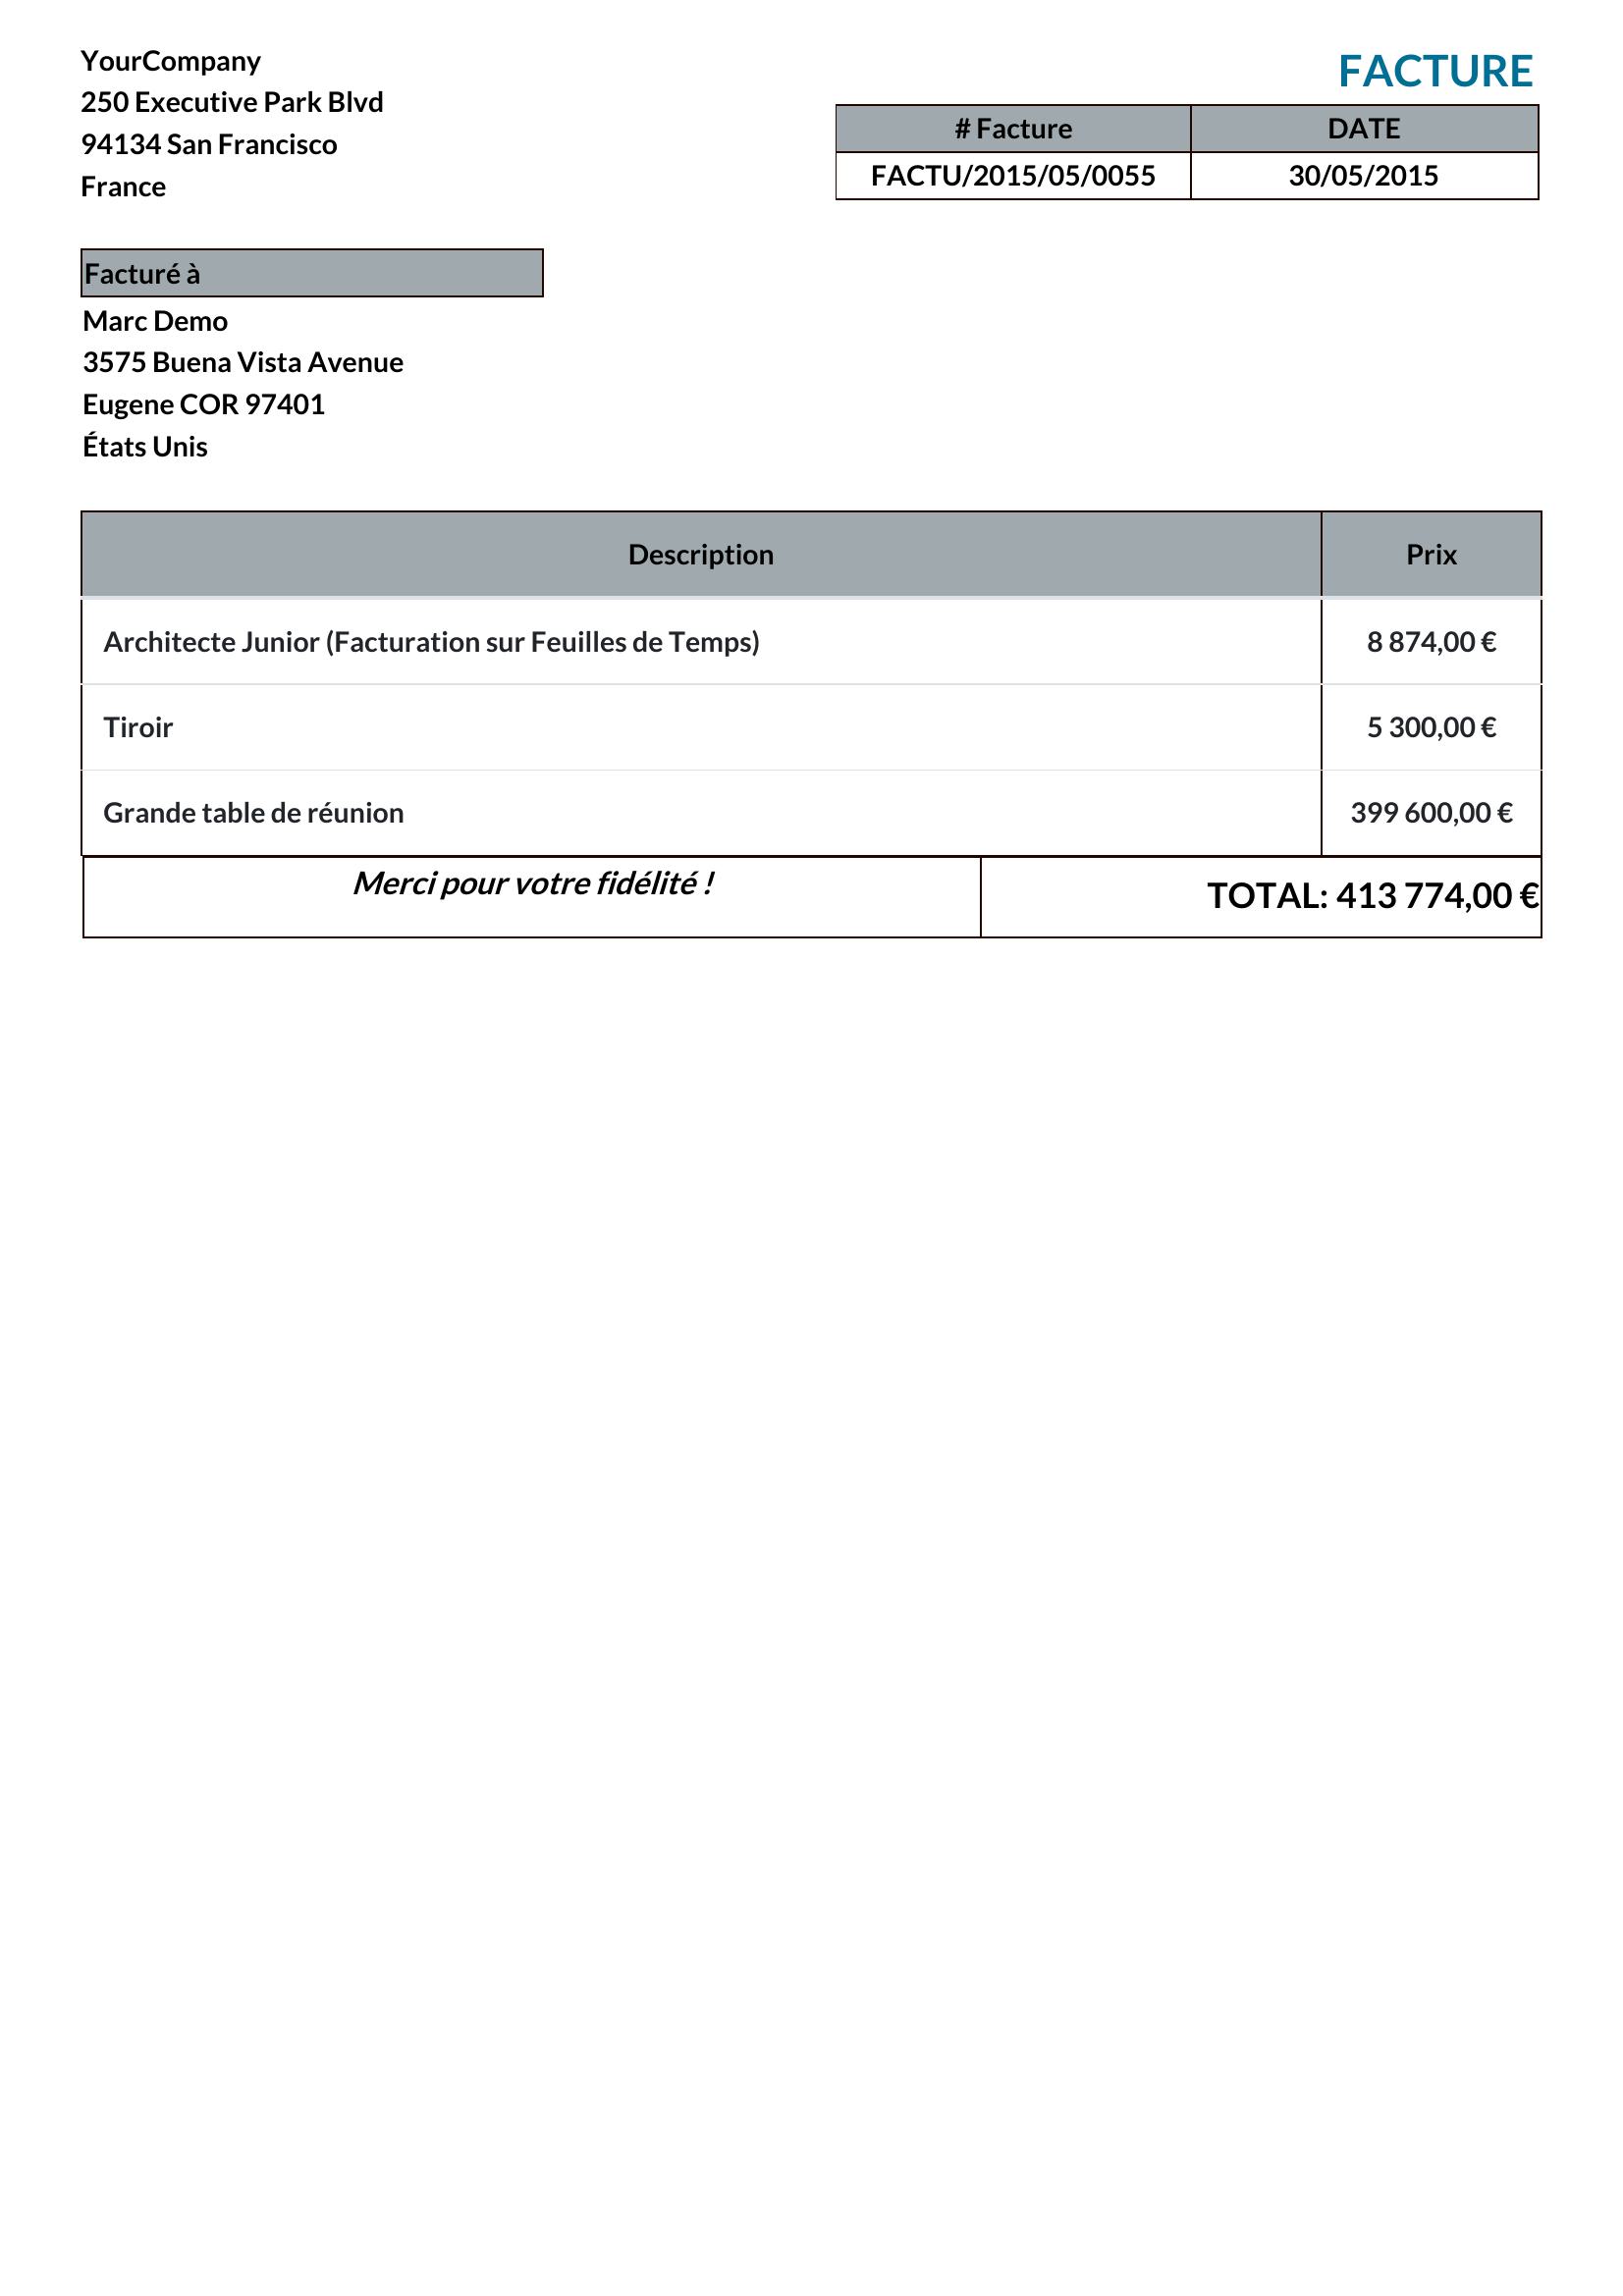 YourCompany
250 Executive Park Blvd
94134 San Francisco
France
FACTURE
# Facture DATE
FACTU/2015/05/0055 30/05/2015
Facturé à
Marc Demo
3575 Buena Vista Avenue
Eugene COR 97401
États Unis
Description Prix
Architecte Junior (Facturation sur Feuilles de Temps) 8 874,00 €
Tiroir 5 300,00 €
Grande table de réunion 399 600,00 €
Merci pour votre fidélité !
TOTAL: 413 774,00 €